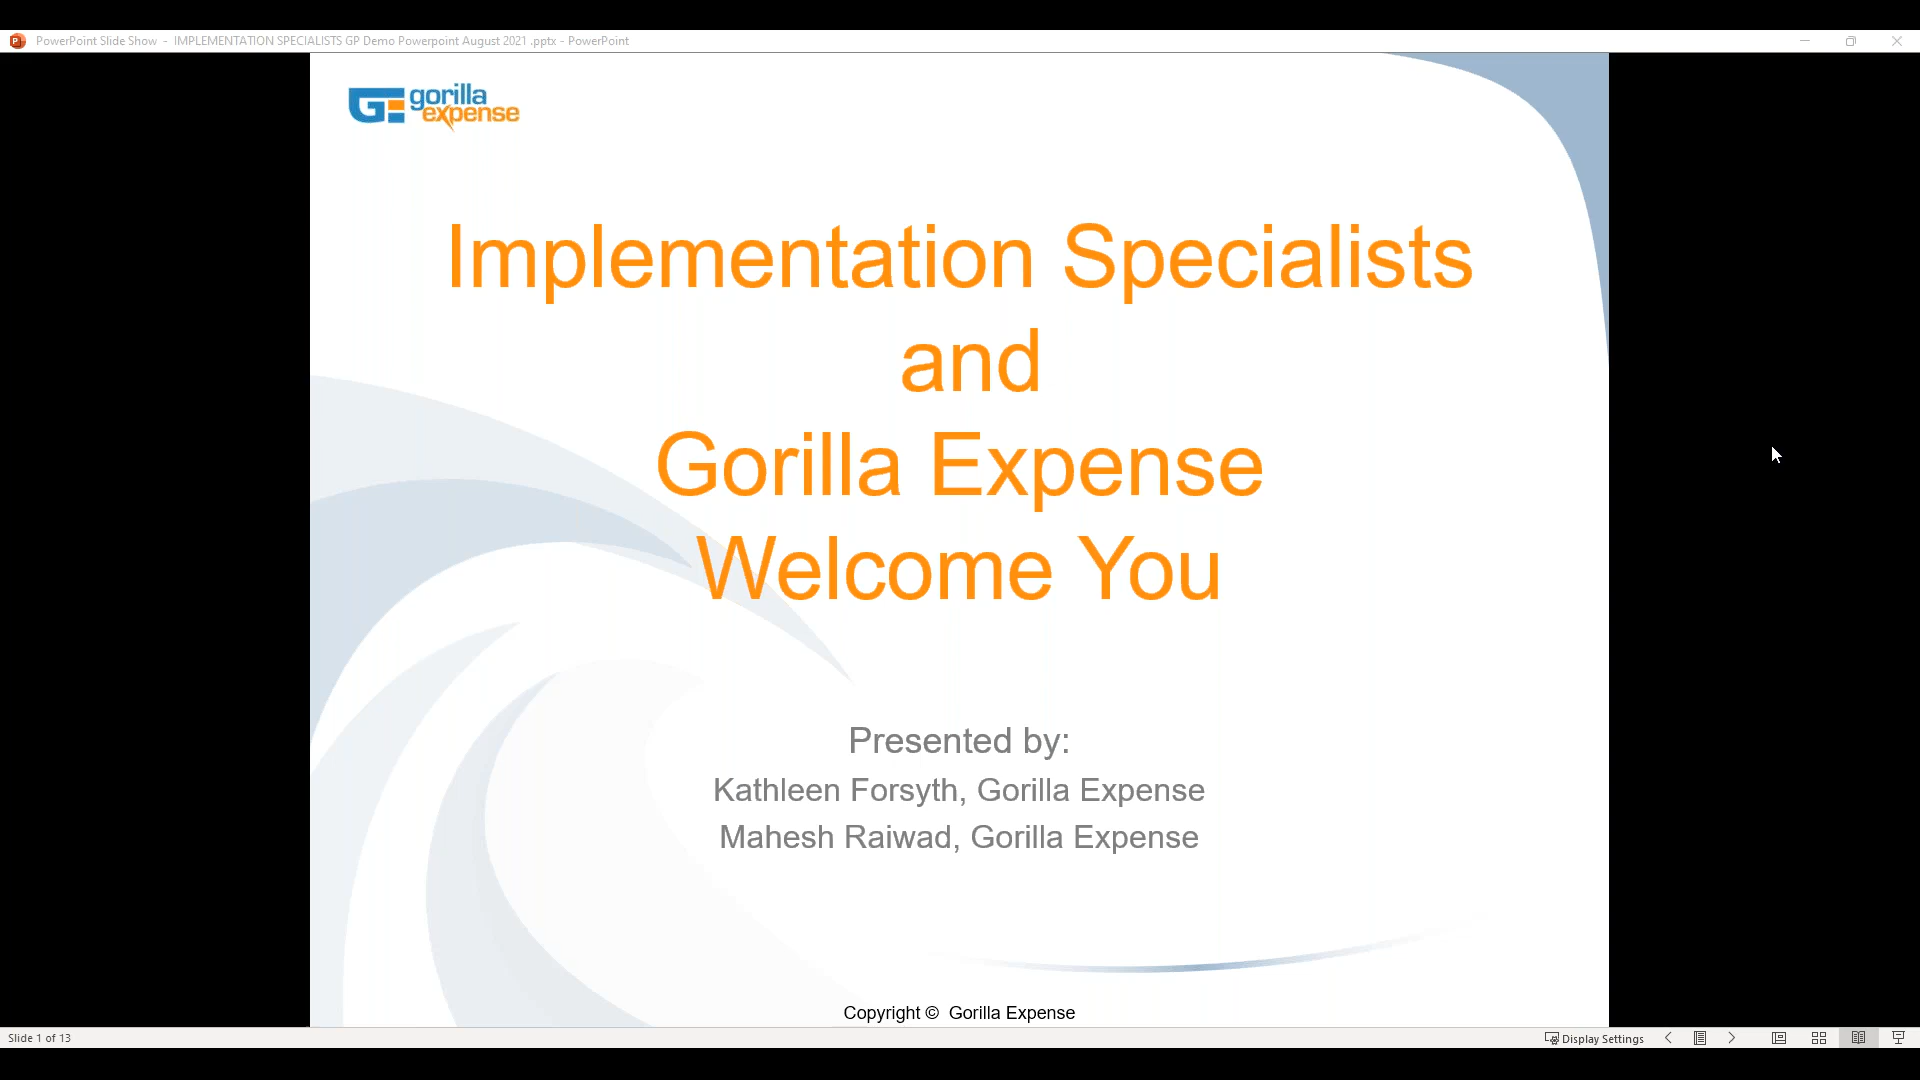 PowerPoint Slide Show - IMPLEMENTATION SPECIALISTS GP Demo Powerpoint August 2021 .pptx - PowerPoint
GE gorilla
expense
Implementation Specialists
and
Gorilla Expense
Welcome You
Presented by:
Kathleen Forsyth, Gorilla Expense
Mahesh Raiwad, Gorilla Expense
Copyright © Gorilla Expense
Slide 1 of 13
Display Settings